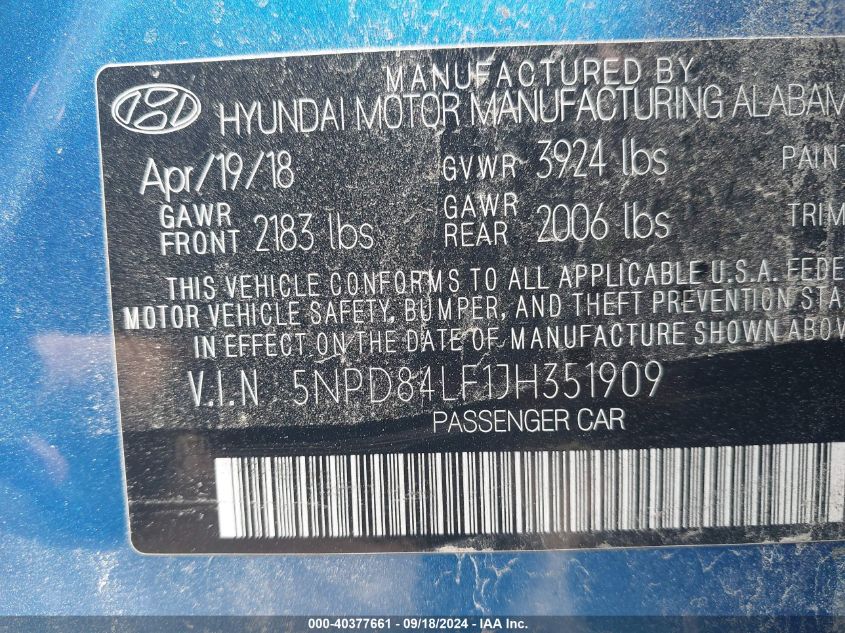 MANUFACTURED BY
HYUNDAI MOTOR MANUFACTURING ALABAM
Apr/19/18 GVWR 3924 lbs PAINT
GAWR FRONT 2183 lbs GAWR REAR 2006 lbs TRIM
THIS VEHICLE CONFORMS TO ALL APPLICABLE U.S.A. FEDE
MOTOR VEHICLE SAFETY, BUMPER, AND THEFT PREVENTION STA
IN EFFECT ON THE DATE OF MANUFACTURE SHOWN ABOV
V.I.N 5NPD84LF1JH351909
PASSENGER CAR
000-40377661 - 09/18/2024 - IAA Inc.